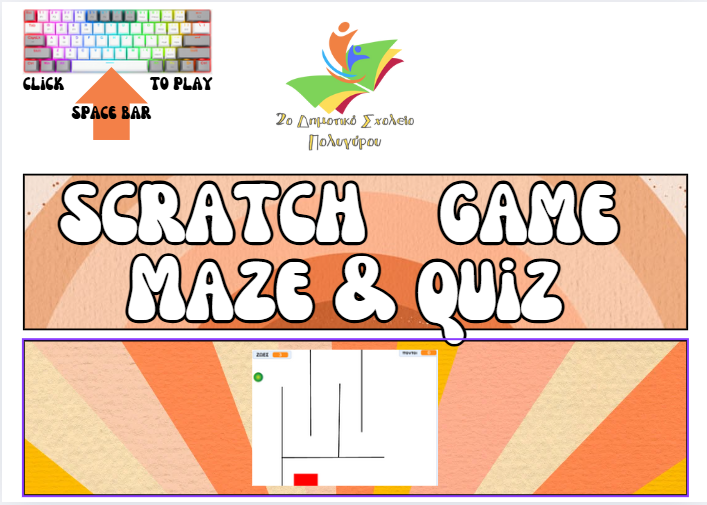 CLiCK TO PLAY
SPACE BAR
2ο Δημοτικό Σχολείο
Πολυγύρου
SCRATCH GAME
MAZE & QUiZ